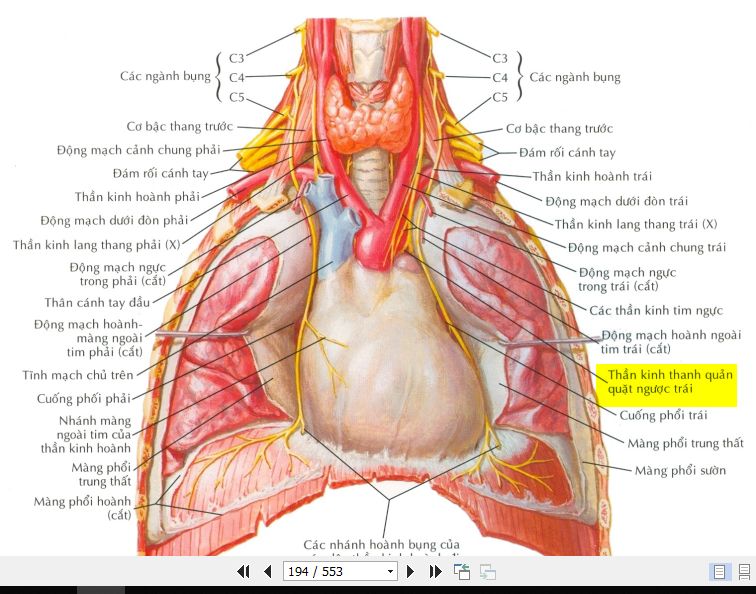 C3
Các ngành bụng
C4
C5
Cơ bậc thang trước
Động mạch cảnh chung phải
Đám rối cánh tay
Thần kinh hoành phải
Động mạch dưới đòn phải
Thần kinh lang thang phải (X)
Động mạch ngực
trong phải (cắt)
Thân cánh tay đầu
Động mạch hoành-
màng ngoài
tim phải (cắt)
Tĩnh mạch chủ trên
Cuống phổi phải
Nhánh màng
ngoài tim của
thần kinh hoành
Màng phổi
trung thất
Màng phổi hoành
(cắt)
C3
C4
Các ngành bụng
C5
Cơ bậc thang trước
Đám rối cánh tay
Thần kinh hoành trái
Động mạch dưới đòn trái
Thần kinh lang thang trái (X)
Động mạch cảnh chung trái
Động mạch ngực
trong trái (cắt)
Các thần kinh tim ngực
Động mạch hoành ngoài
tim trái (cắt)
Thần kinh thanh quản
quặt ngược trái
Cuống phổi trái
Màng phổi trung thất
Màng phổi sườn
Các nhánh hoành bụng của
194 / 553